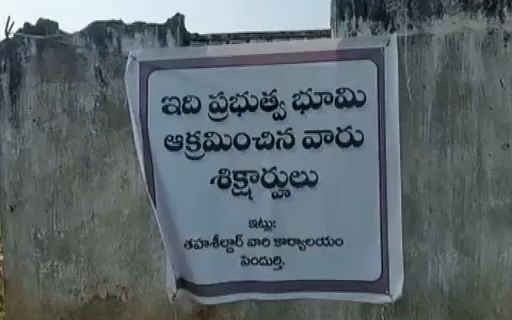 ఇది ప్రభుత్వ భూమి
ఆక్రమించిన వారు
శిక్షార్హులు
ఇట్లు:
తహశీల్దార్ వారి కార్యాలయం
పెందుర్తి.